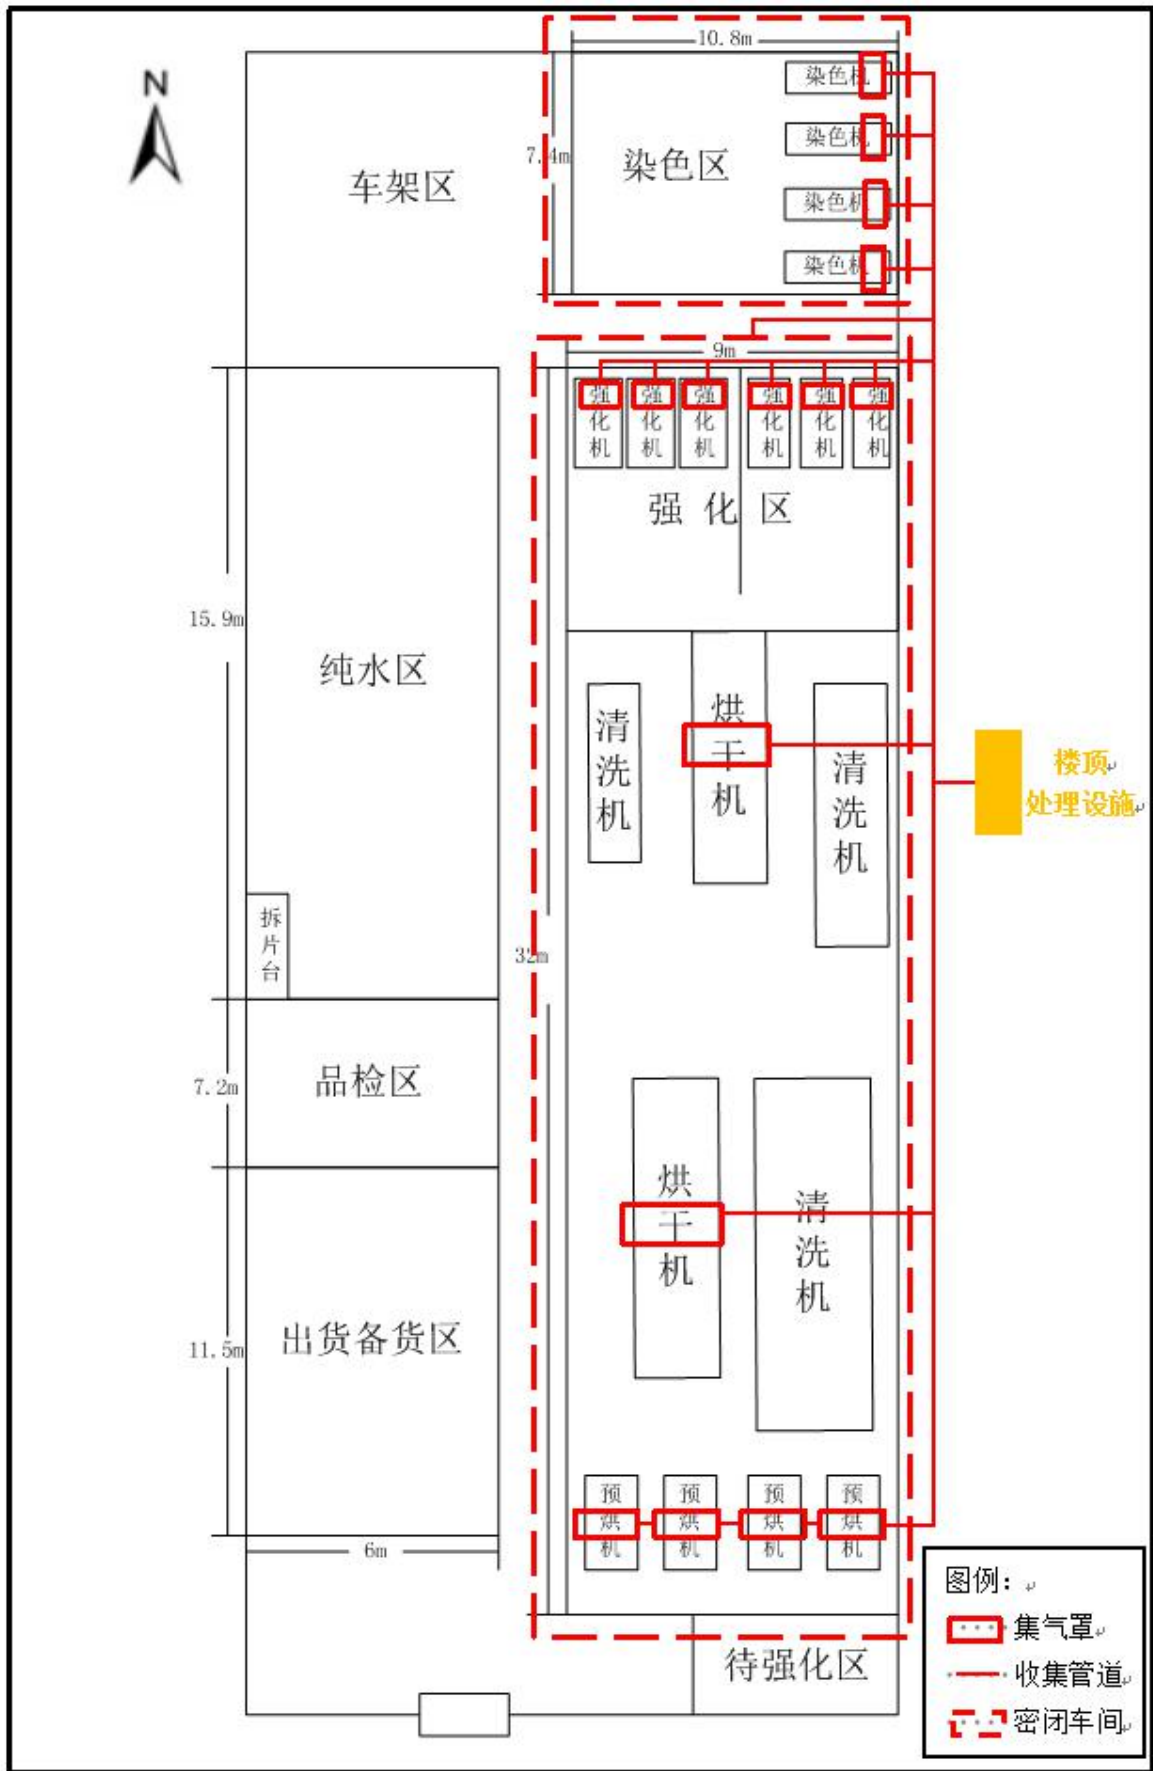 N
10.8m
车架区
7.4m
染色区
染色机
染色机
染色机
染色机
9m
强化机
强化机
强化机
强化机
强化机
强化机
强化区
15.9m
纯水区
清洗机
烘干机
清洗机
楼顶
处理设施
拆片台
32m
7.2m
品检区
烘干机
清洗机
11.5m
出货备货区
预烘机
预烘机
预烘机
预烘机
6m
待强化区
图例：
集气罩
收集管道
密闭车间